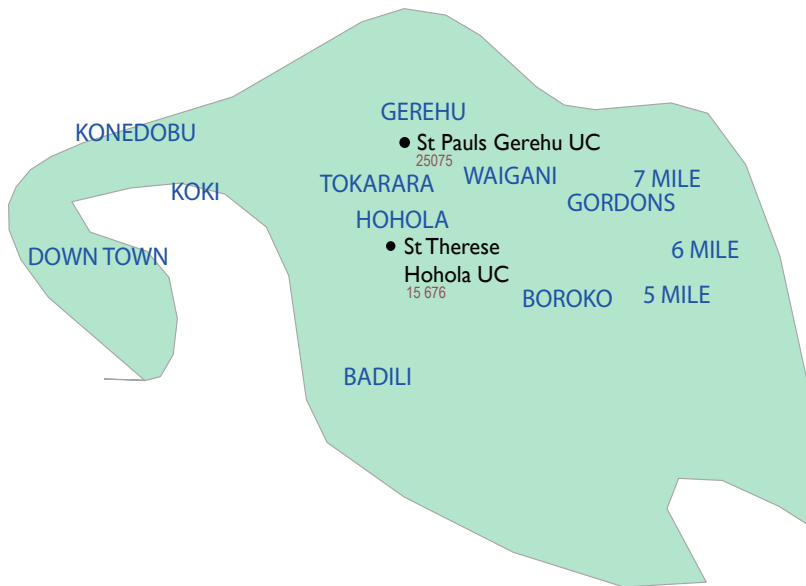 GEREHU
KONEDOBU
St Pauls Gerehu UC
25075
WAIGANI
7 MILE
TOKARARA
KOKI
GORDONS
HOHOLA
St Therese
Hohola UC
15 676
6 MILE
DOWN TOWN
5 MILE
BOROKO
BADILI